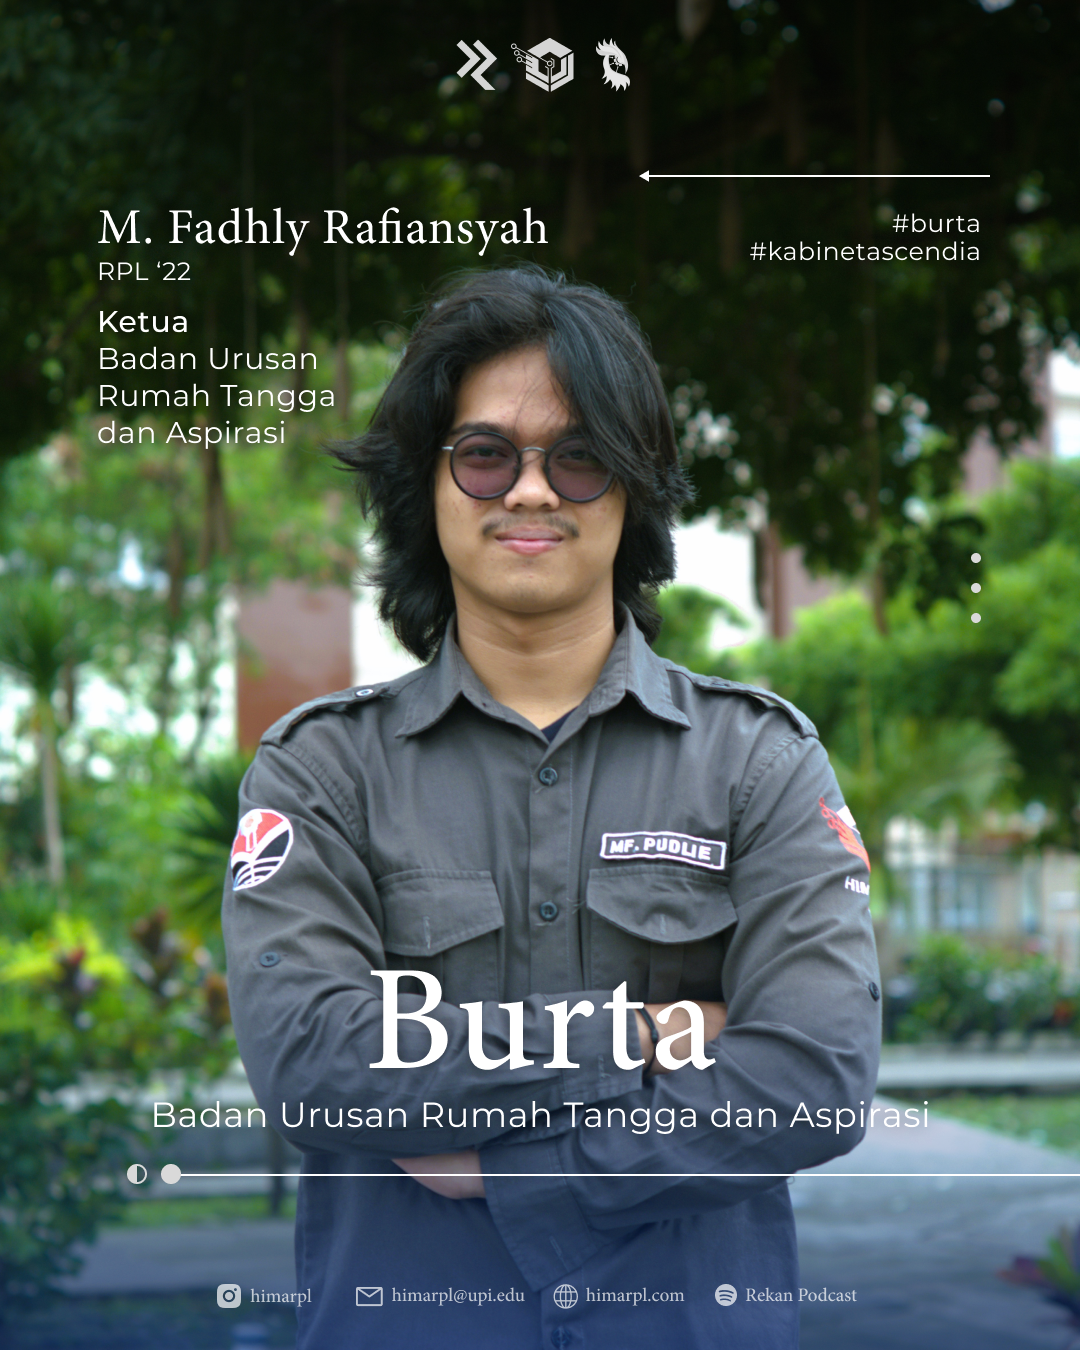 M. Fadhly Rafiansyah
RPL ‘22
Ketua
Badan Urusan
Rumah Tangga
dan Aspirasi
#burta
#kabinetascendia
MF. PUDLIE
Burta
Badan Urusan Rumah Tangga dan Aspirasi
himarpl
himarpl@upi.edu
himarpl.com
Rekan Podcast